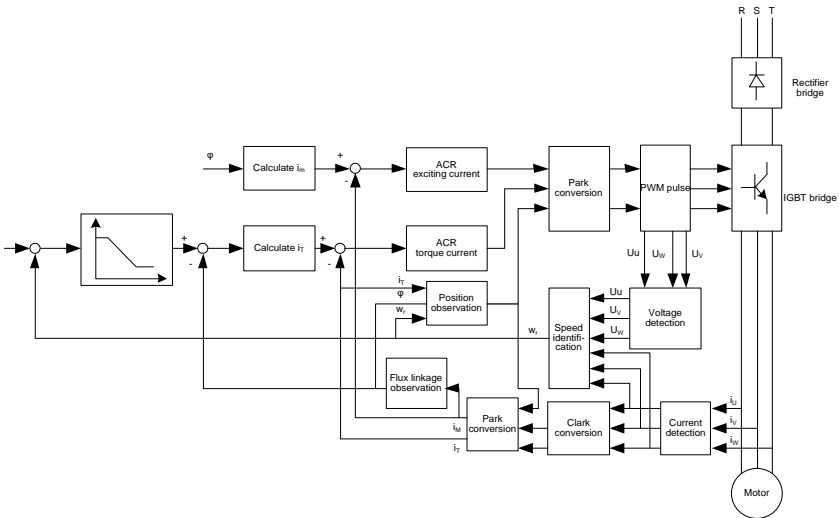 R S T
Rectifier
bridge
φ
Calculate im
+
-
ACR
exciting current
Park
conversion
PWM pulse
IGBT bridge
+
-
Calculate iT
+
-
ACR
torque current
Uu UW UV
iT
φ
wr
Position
observation
Uu
UV
UW
Voltage
detection
Speed
identifi-
cation
wr
Flux linkage
observation
Park
conversion
iM
iT
Clark
conversion
Current
detection
iU
iV
iW
Motor